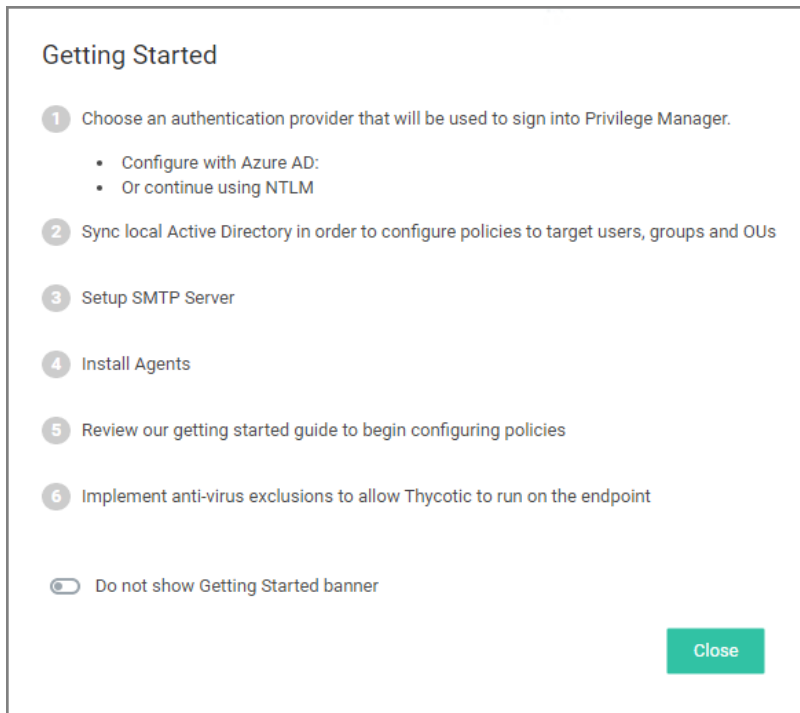 Getting Started
1 Choose an authentication provider that will be used to sign into Privilege Manager.
• Configure with Azure AD:
• Or continue using NTLM
2 Sync local Active Directory in order to configure policies to target users, groups and OUs
3 Setup SMTP Server
4 Install Agents
5 Review our getting started guide to begin configuring policies
6 Implement anti-virus exclusions to allow Thycotic to run on the endpoint
Do not show Getting Started banner
Close